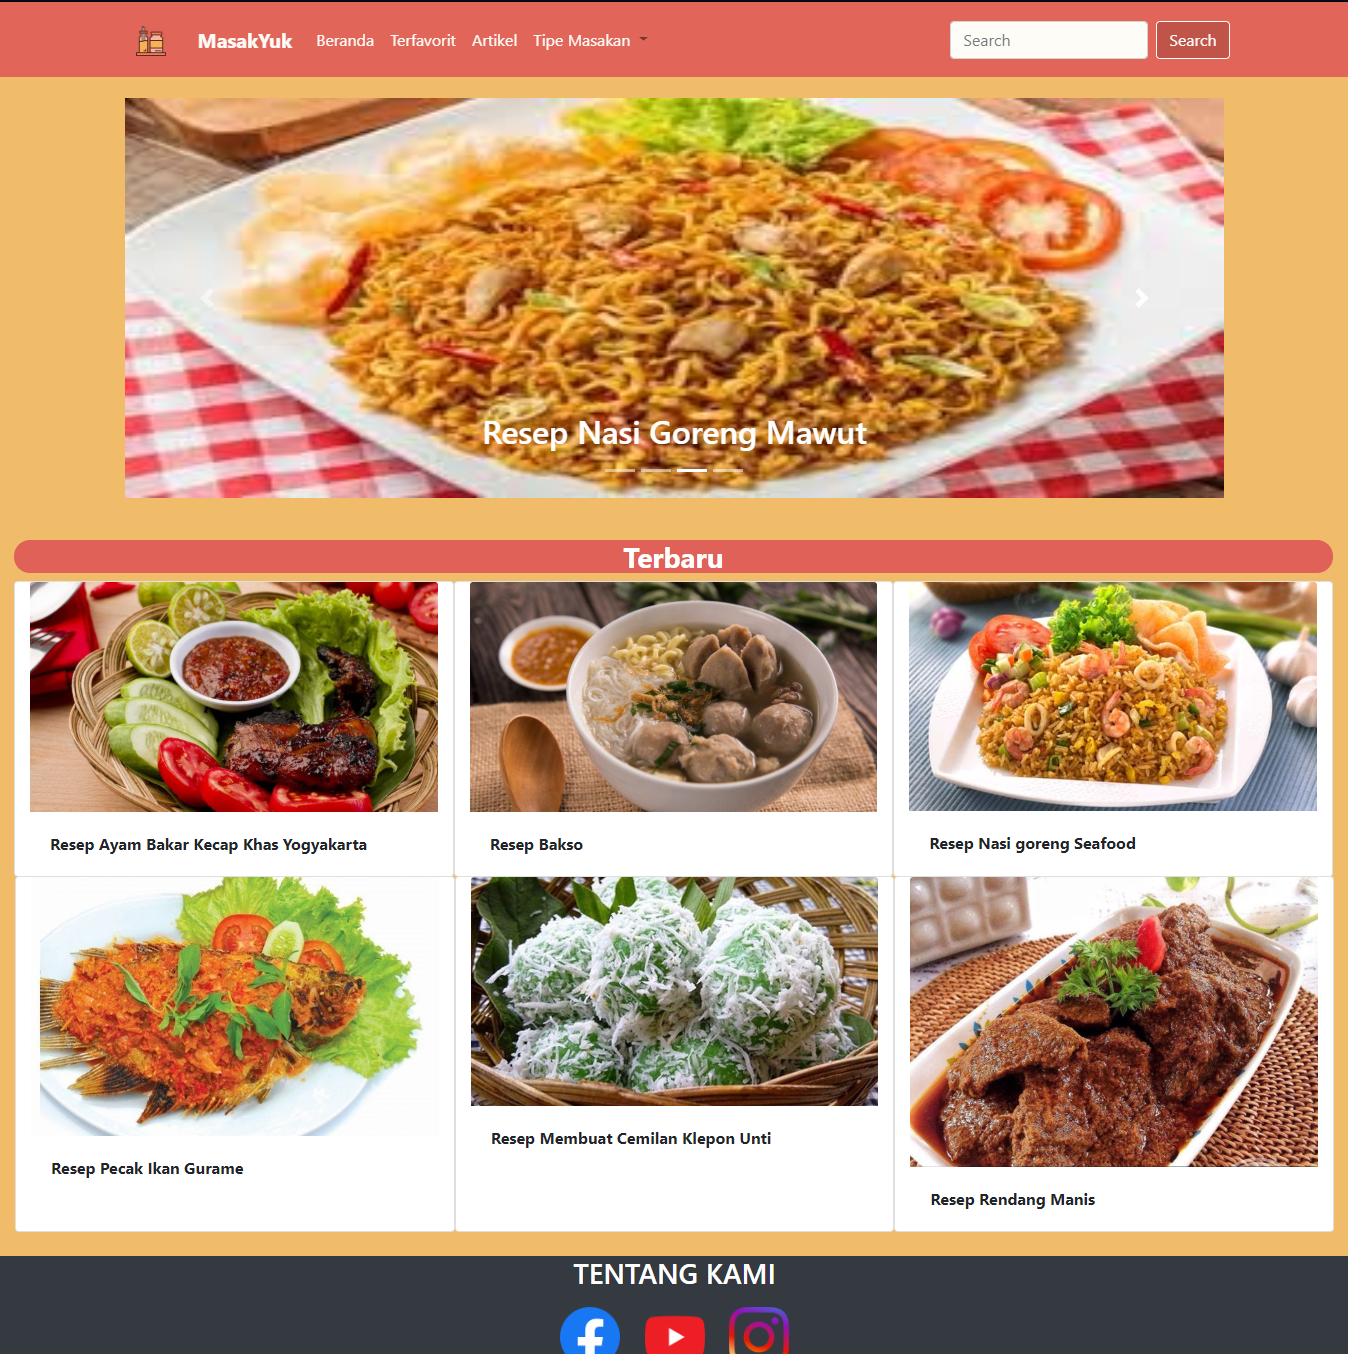 MasakYuk Beranda Terfavorit Artikel Tipe Masakan Search Search
Resep Nasi Goreng Mawut
Terbaru
Resep Ayam Bakar Kecap Khas Yogyakarta
Resep Bakso
Resep Nasi goreng Seafood
Resep Pecak Ikan Gurame
Resep Membuat Cemilan Klepon Unti
Resep Rendang Manis
TENTANG KAMI